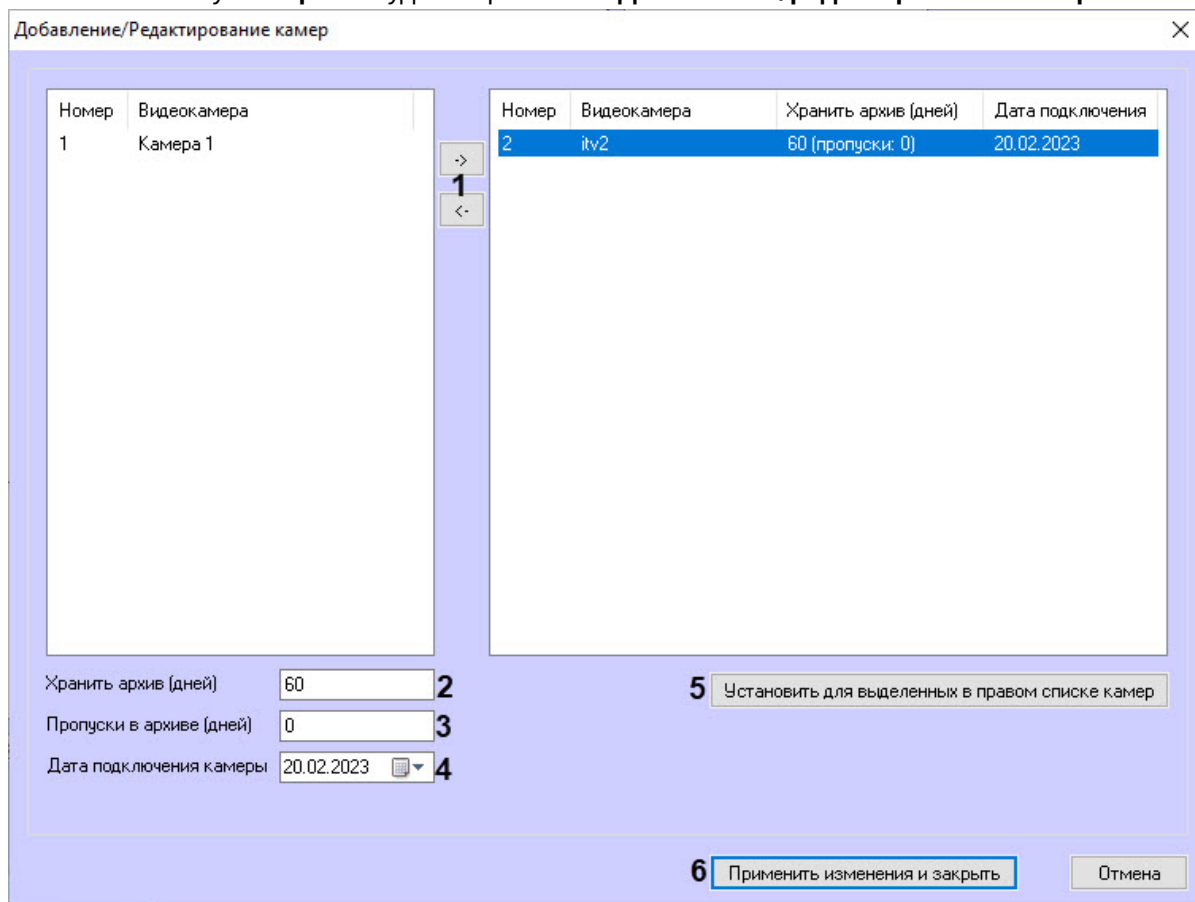 Добавление/Редактирование камер
Номер Видеокамера
1 Камера 1
->
1
<-
Номер Видеокамера Хранить архив (дней) Дата подключения
2 itv2 60 (пропуски: 0) 20.02.2023
Хранить архив (дней) 60 2
Пропуски в архиве (дней) 0 3
Дата подключения камеры 20.02.2023 4
5 Установить для выделенных в правом списке камер
6 Применить изменения и закрыть Отмена